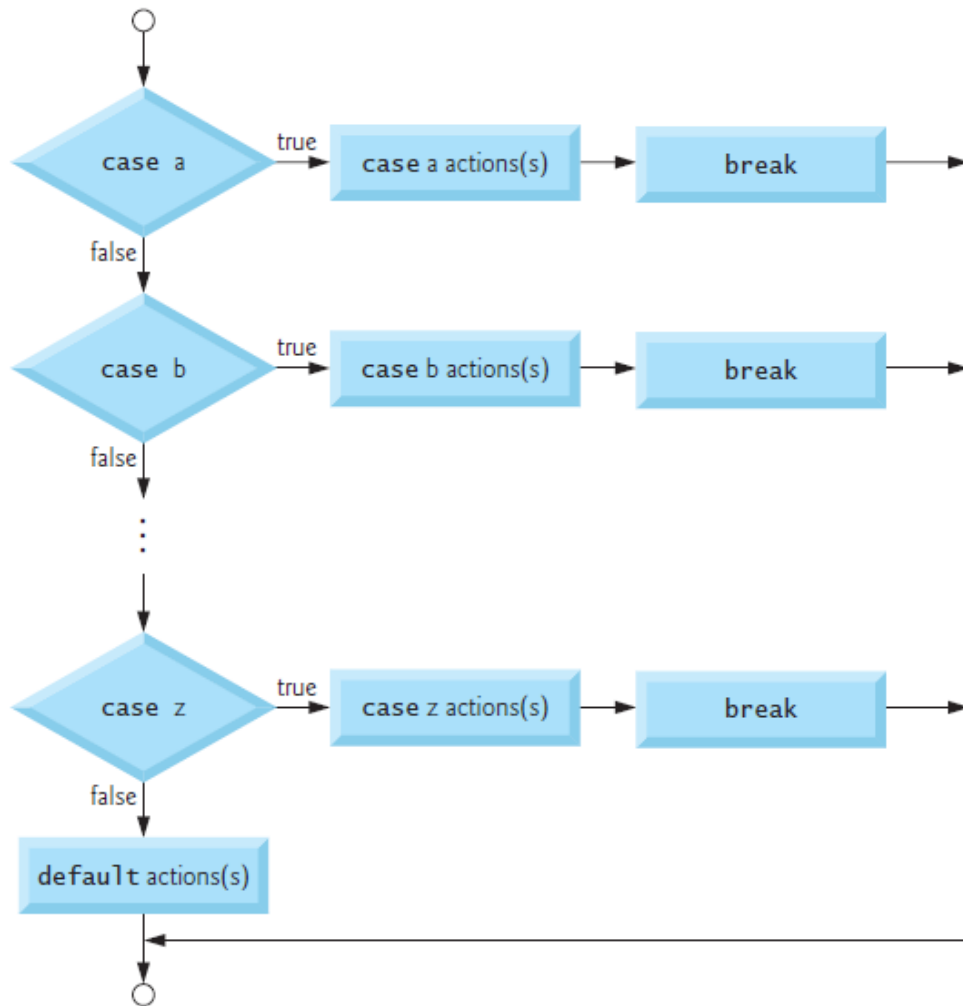 case a
true
case a actions(s)
break
false
case b
true
case b actions(s)
break
false
case z
true
case z actions(s)
break
false
default actions(s)